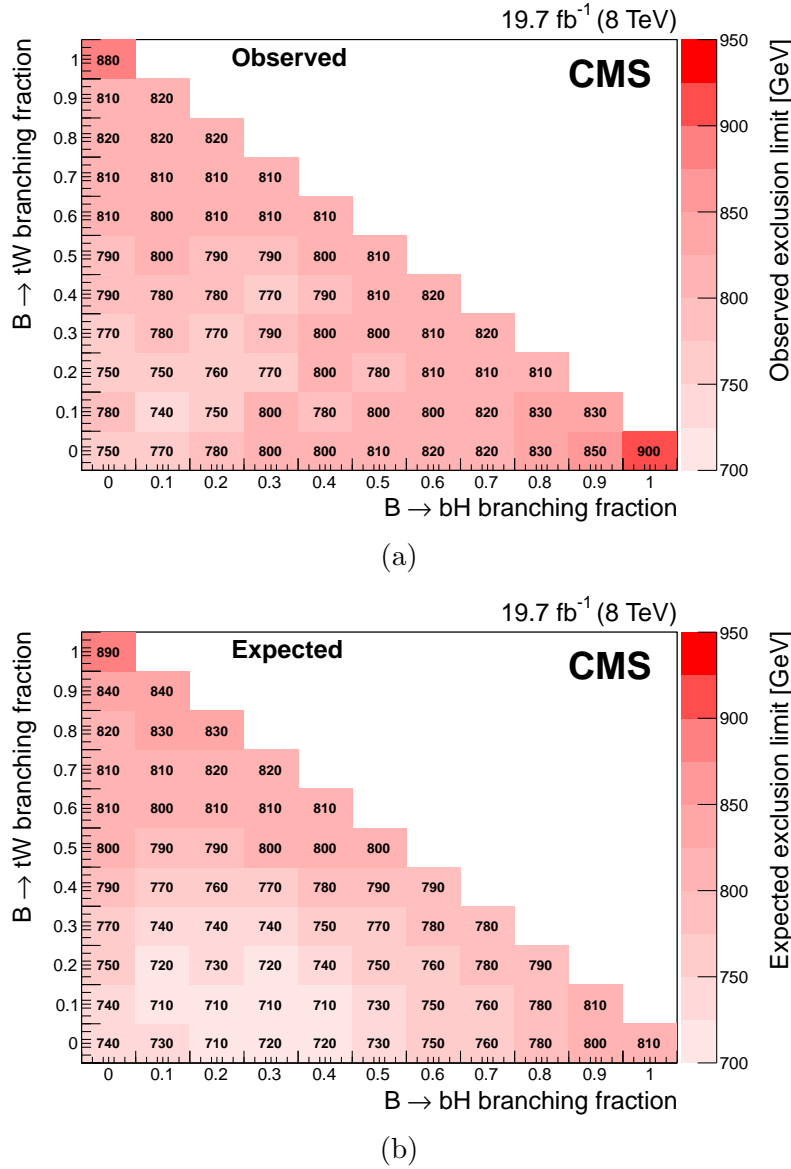 19.7 fb⁻¹ (8 TeV)
Observed
CMS
B → tW branching fraction
1 880
0.9 810 820
0.8 820 820 820
0.7 810 810 810 810
0.6 810 800 810 810 810
0.5 790 800 790 790 800 810
0.4 790 780 780 770 790 810 820
0.3 770 780 770 790 800 800 810 820
0.2 750 750 760 770 800 780 810 810 810
0.1 780 740 750 800 780 800 800 820 830 830
0 750 770 780 800 800 810 820 820 830 850 900
0 0.1 0.2 0.3 0.4 0.5 0.6 0.7 0.8 0.9 1
B → bH branching fraction
950
900
850
800
750
700
Observed exclusion limit [GeV]
(a)
19.7 fb⁻¹ (8 TeV)
Expected
CMS
B → tW branching fraction
1 890
0.9 840 840
0.8 820 830 830
0.7 810 810 820 820
0.6 810 800 810 810 810
0.5 800 790 790 800 800 800
0.4 790 770 760 770 780 790 790
0.3 770 740 740 740 750 770 780 780
0.2 750 720 730 720 740 750 760 780 790
0.1 740 710 710 710 710 730 750 760 780 810
0 740 730 710 720 720 730 750 760 780 800 810
0 0.1 0.2 0.3 0.4 0.5 0.6 0.7 0.8 0.9 1
B → bH branching fraction
950
900
850
800
750
700
Expected exclusion limit [GeV]
(b)